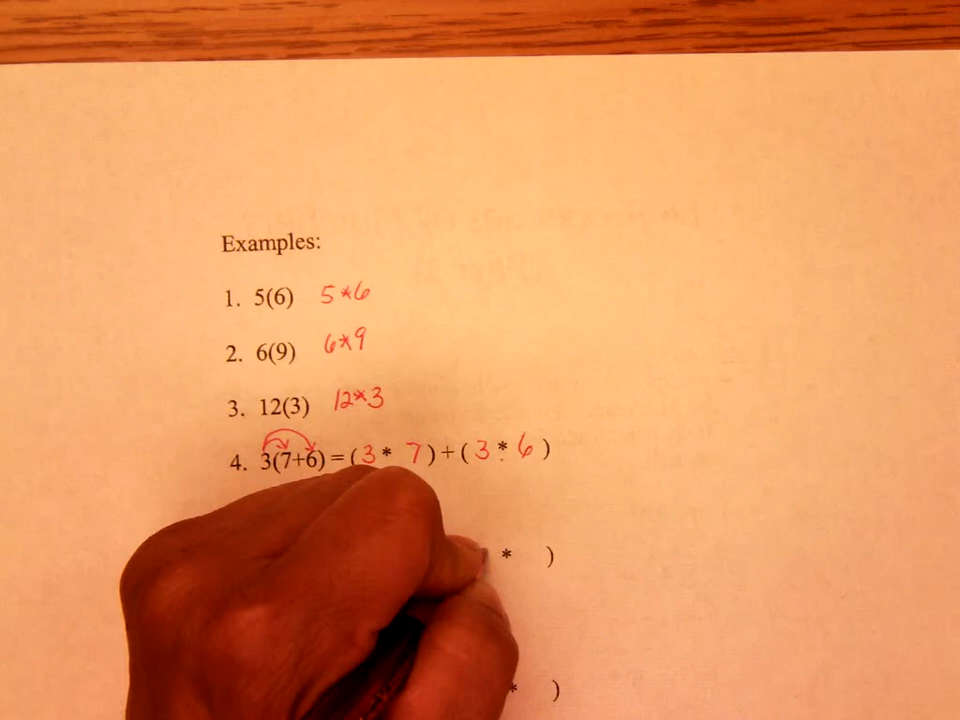 Examples:
1. 5(6) 5*6
2. 6(9) 6*9
3. 12(3) 12*3
4. 3(7+6) = (3 * 7) + (3 * 6)
* )
* )